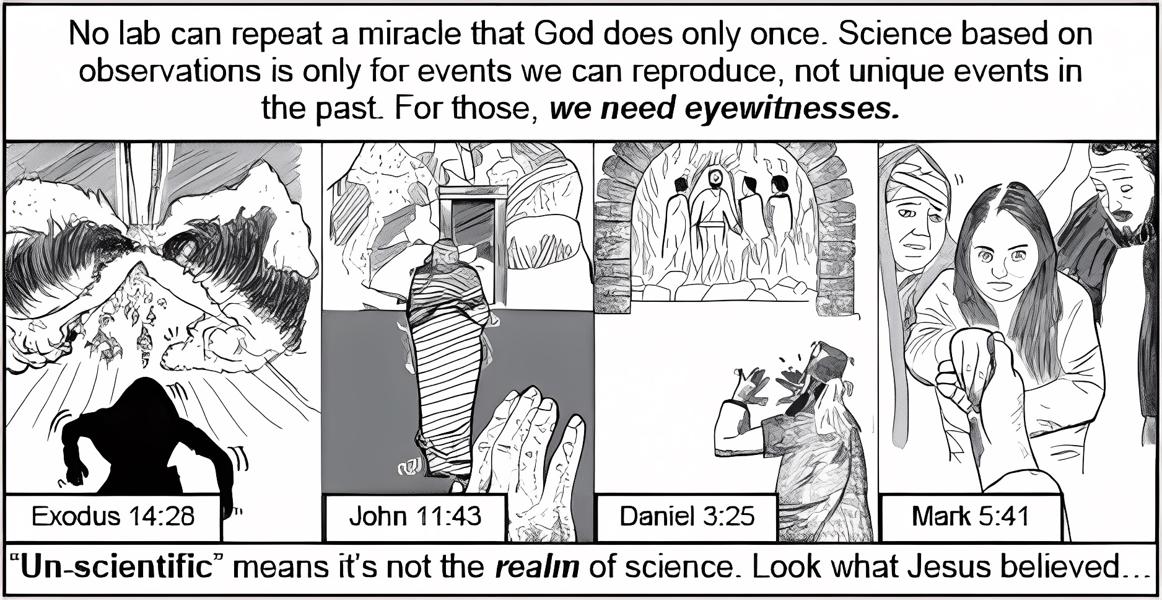 No lab can repeat a miracle that God does only once. Science based on
observations is only for events we can reproduce, not unique events in
the past. For those, we need eyewitnesses.
Exodus 14:28
John 11:43
Daniel 3:25
Mark 5:41
"Un-scientific" means it's not the realm of science. Look what Jesus believed...